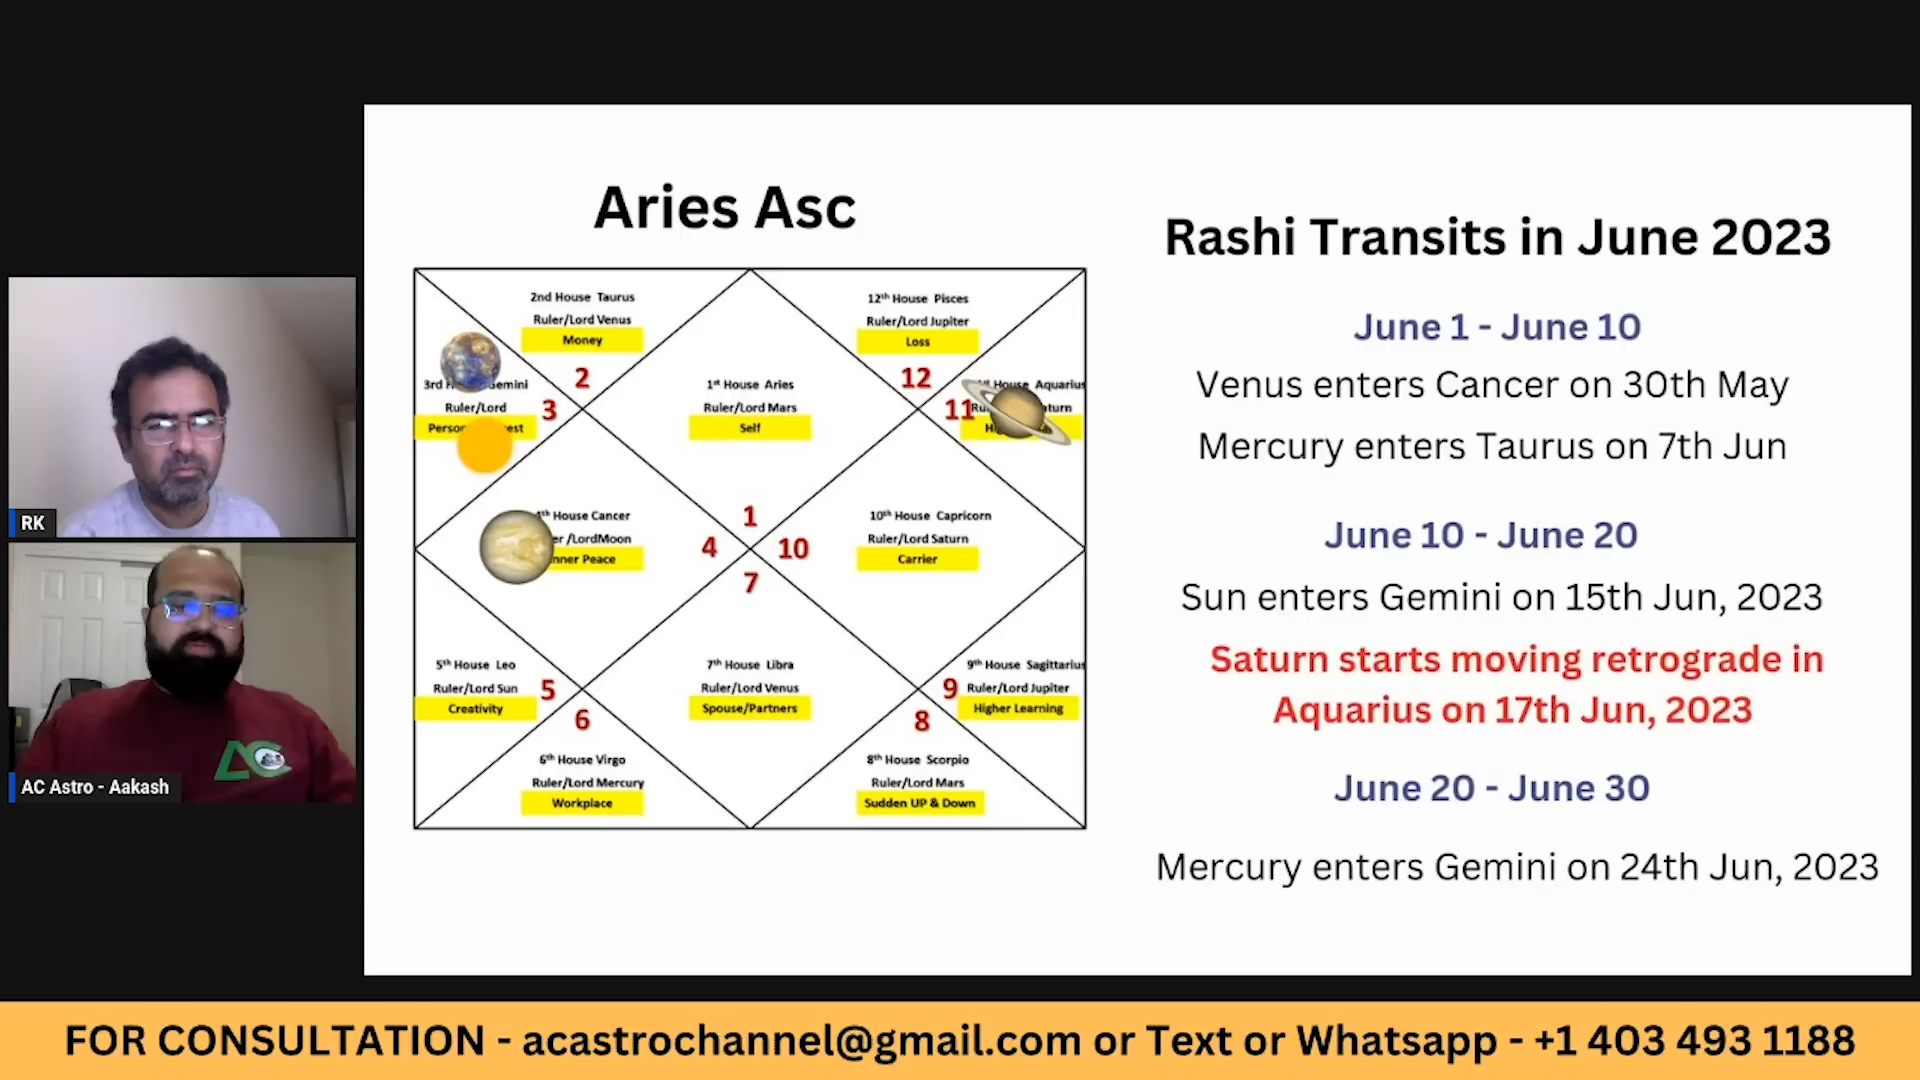 Aries Asc
2nd House Taurus
Ruler/Lord Venus
Money
2
12th House Pisces
Ruler/Lord Jupiter
Loss
12
3rd Gemini
Ruler/Lord
3
1st House Aries
Ruler/Lord Mars
Self
House Aquarius
11
4th House Cancer
/LordMoon
Peace
1
4
10
7
10th House Capricorn
Ruler/Lord Saturn
Carrier
5th House Leo
Ruler/Lord Sun
Creativity
5
6
7th House Libra
Ruler/Lord Venus
Spouse/Partners
9th House Sagittarius
9 Ruler/Lord Jupiter
Higher Learning
8
6th House Virgo
Ruler/Lord Mercury
Workplace
8th House Scorpio
Ruler/Lord Mars
Sudden UP & Down
Rashi Transits in June 2023
June 1 - June 10
Venus enters Cancer on 30th May
Mercury enters Taurus on 7th Jun
June 10 - June 20
Sun enters Gemini on 15th Jun, 2023
Saturn starts moving retrograde in
Aquarius on 17th Jun, 2023
June 20 - June 30
Mercury enters Gemini on 24th Jun, 2023
RK
AC
AC Astro - Aakash
FOR CONSULTATION - acastrochannel@gmail.com or Text or Whatsapp - +1 403 493 1188